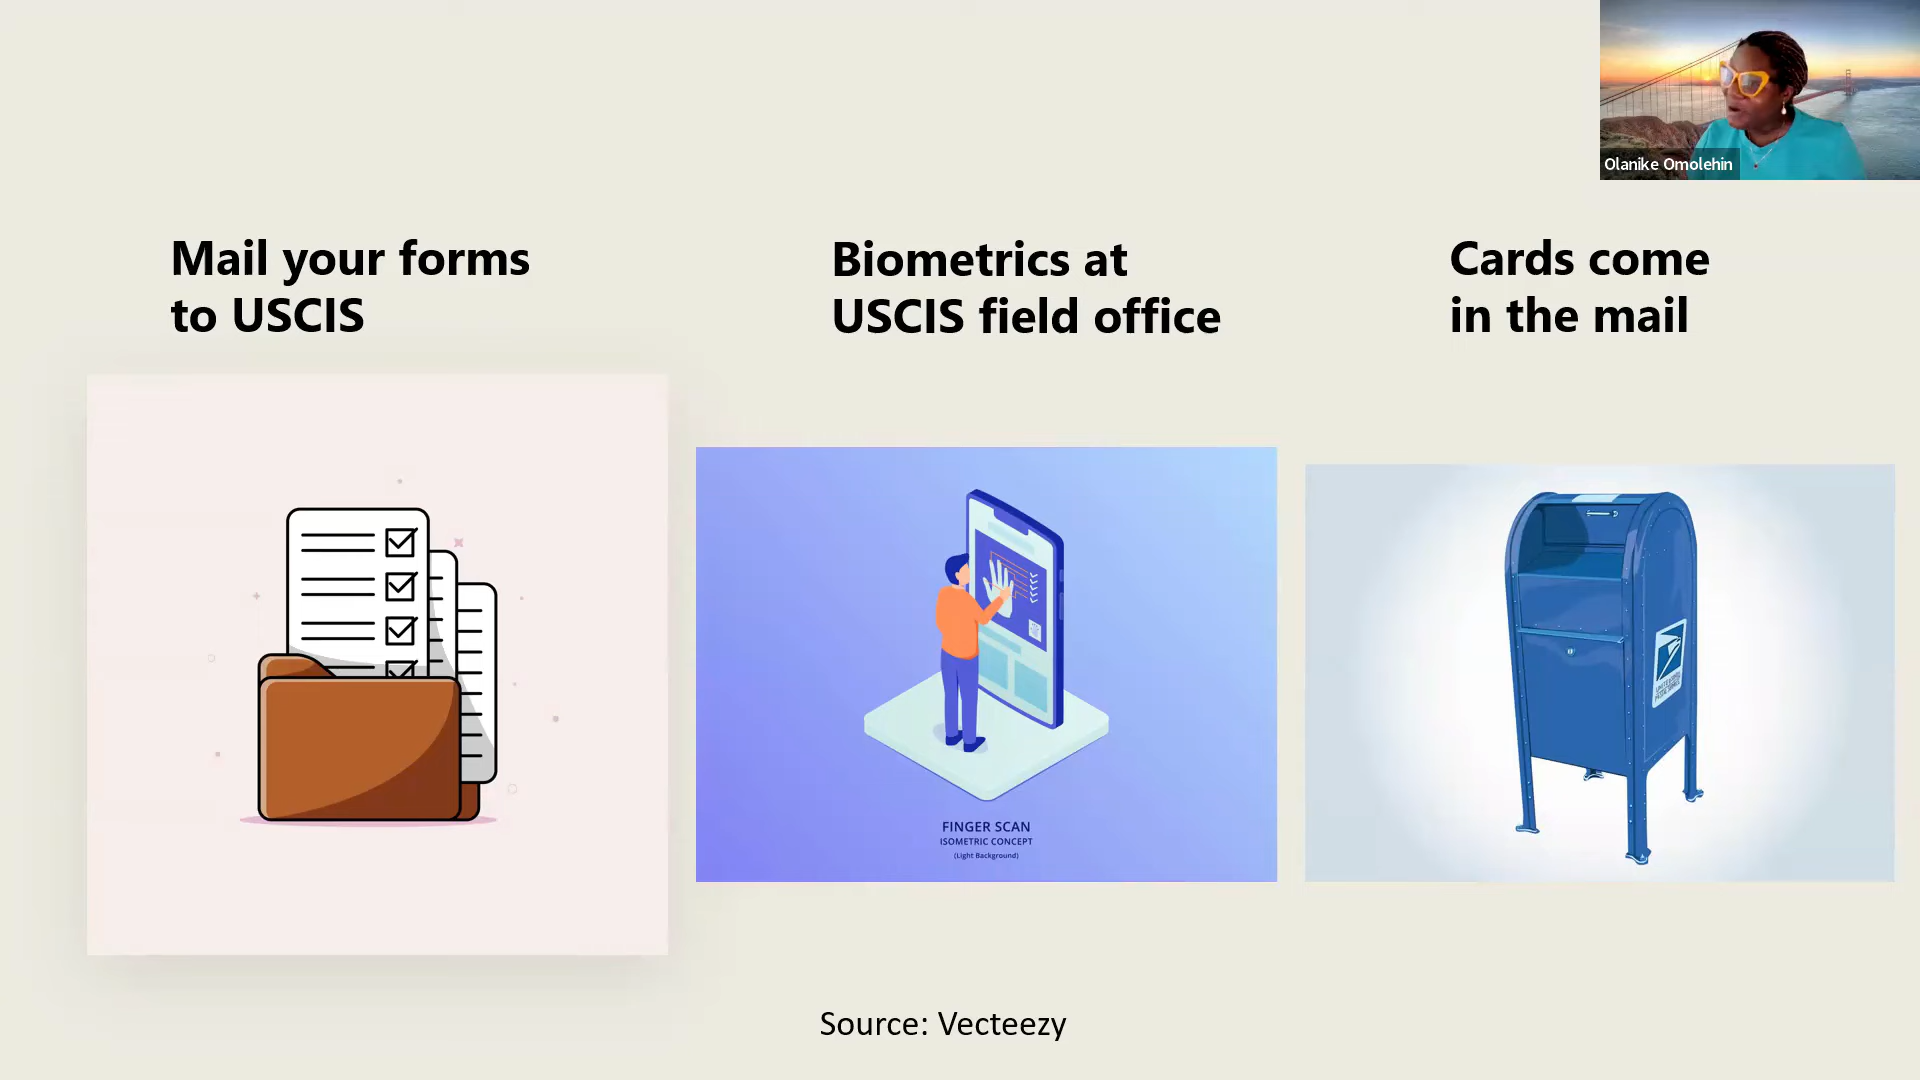 Olanike Omolehin
Mail your forms
to USCIS
Biometrics at
USCIS field office
Cards come
in the mail
FINGER SCAN
ISOMETRIC CONCEPT
(Light Background)
Source: Vecteezy